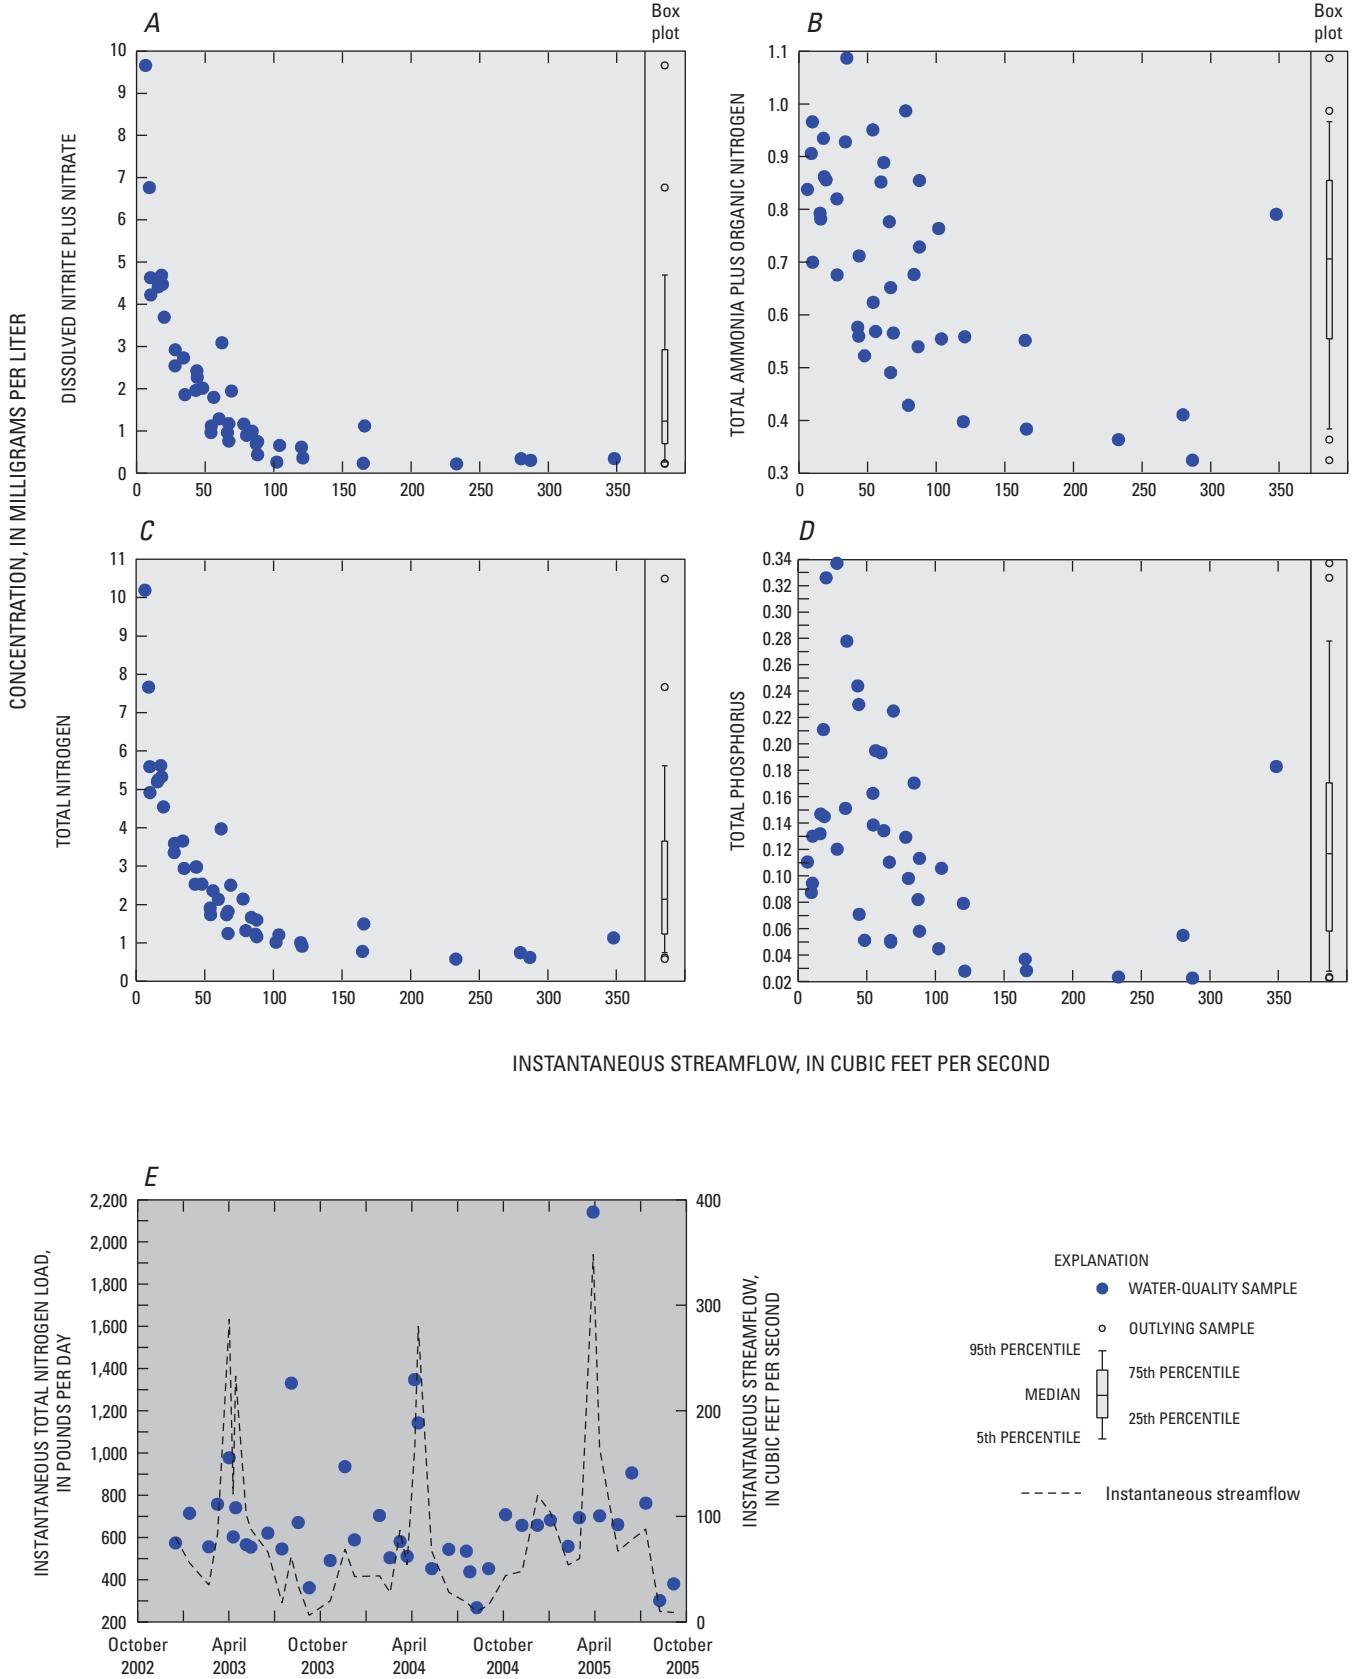 A
Box
plot
B
Box
plot
CONCENTRATION, IN MILLIGRAMS PER LITER
DISSOLVED NITRITE PLUS NITRATE
10
9
8
7
6
5
4
3
2
1
0
0 50 100 150 200 250 300 350
TOTAL AMMONIA PLUS ORGANIC NITROGEN
1.1
1.0
0.9
0.8
0.7
0.6
0.5
0.4
0.3
0 50 100 150 200 250 300 350
C
TOTAL NITROGEN
11
10
9
8
7
6
5
4
3
2
1
0
0 50 100 150 200 250 300 350
D
TOTAL PHOSPHORUS
0.34
0.32
0.30
0.28
0.26
0.24
0.22
0.20
0.18
0.16
0.14
0.12
0.10
0.08
0.06
0.04
0.02
0 50 100 150 200 250 300 350
INSTANTANEOUS STREAMFLOW, IN CUBIC FEET PER SECOND
E
INSTANTANEOUS TOTAL NITROGEN LOAD,
IN POUNDS PER DAY
2,200
2,000
1,800
1,600
1,400
1,200
1,000
800
600
400
200
400
300
200
100
0
INSTANTANEOUS STREAMFLOW,
IN CUBIC FEET PER SECOND
October April October April October April October
2002 2003 2003 2004 2004 2005 2005
EXPLANATION
WATER-QUALITY SAMPLE
OUTLYING SAMPLE
95th PERCENTILE
75th PERCENTILE
MEDIAN
25th PERCENTILE
5th PERCENTILE
Instantaneous streamflow